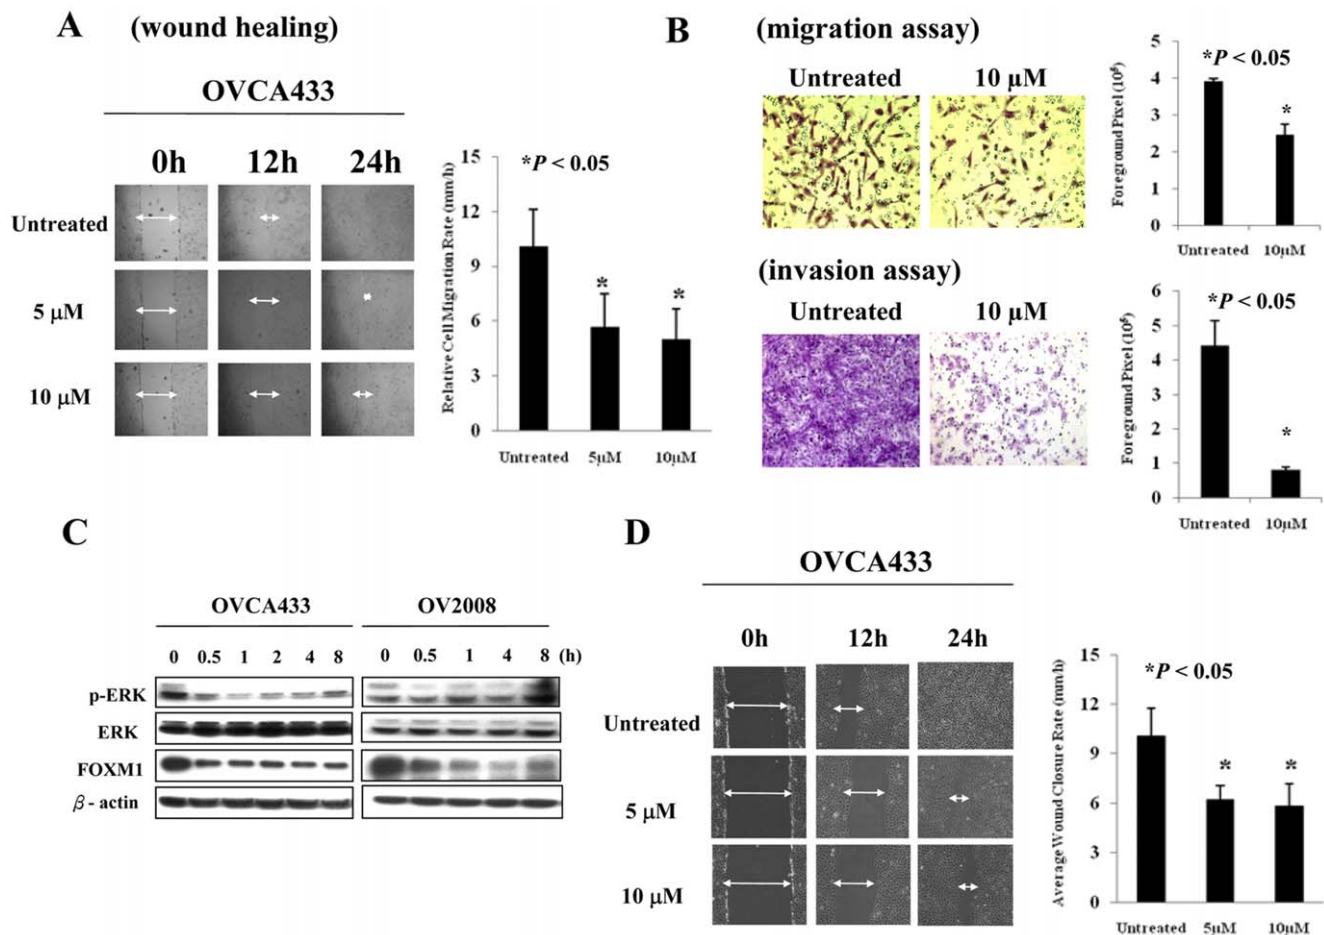 A (wound healing)
OVCA433
0h 12h 24h
Untreated
5 μM
10 μM
Relative Cell Migration Rate (mm/h)
15
12
9
6
3
0
*P < 0.05
*
*
Untreated 5μM 10μM
B (migration assay)
Untreated 10 μM
Foreground Pixel (10⁵)
5
4
3
2
1
0
*P < 0.05
*
Untreated 10μM
(invasion assay)
Untreated 10 μM
Foreground Pixel (10⁵)
6
5
4
3
2
1
0
*P < 0.05
*
Untreated 10μM
C
OVCA433 OV2008
0 0.5 1 2 4 8 0 0.5 1 4 8 (h)
p-ERK
ERK
FOXM1
β - actin
D
OVCA433
0h 12h 24h
Untreated
5 μM
10 μM
Average Wound Closure Rate (mm/h)
15
12
9
6
3
0
*P < 0.05
*
*
Untreated 5μM 10μM